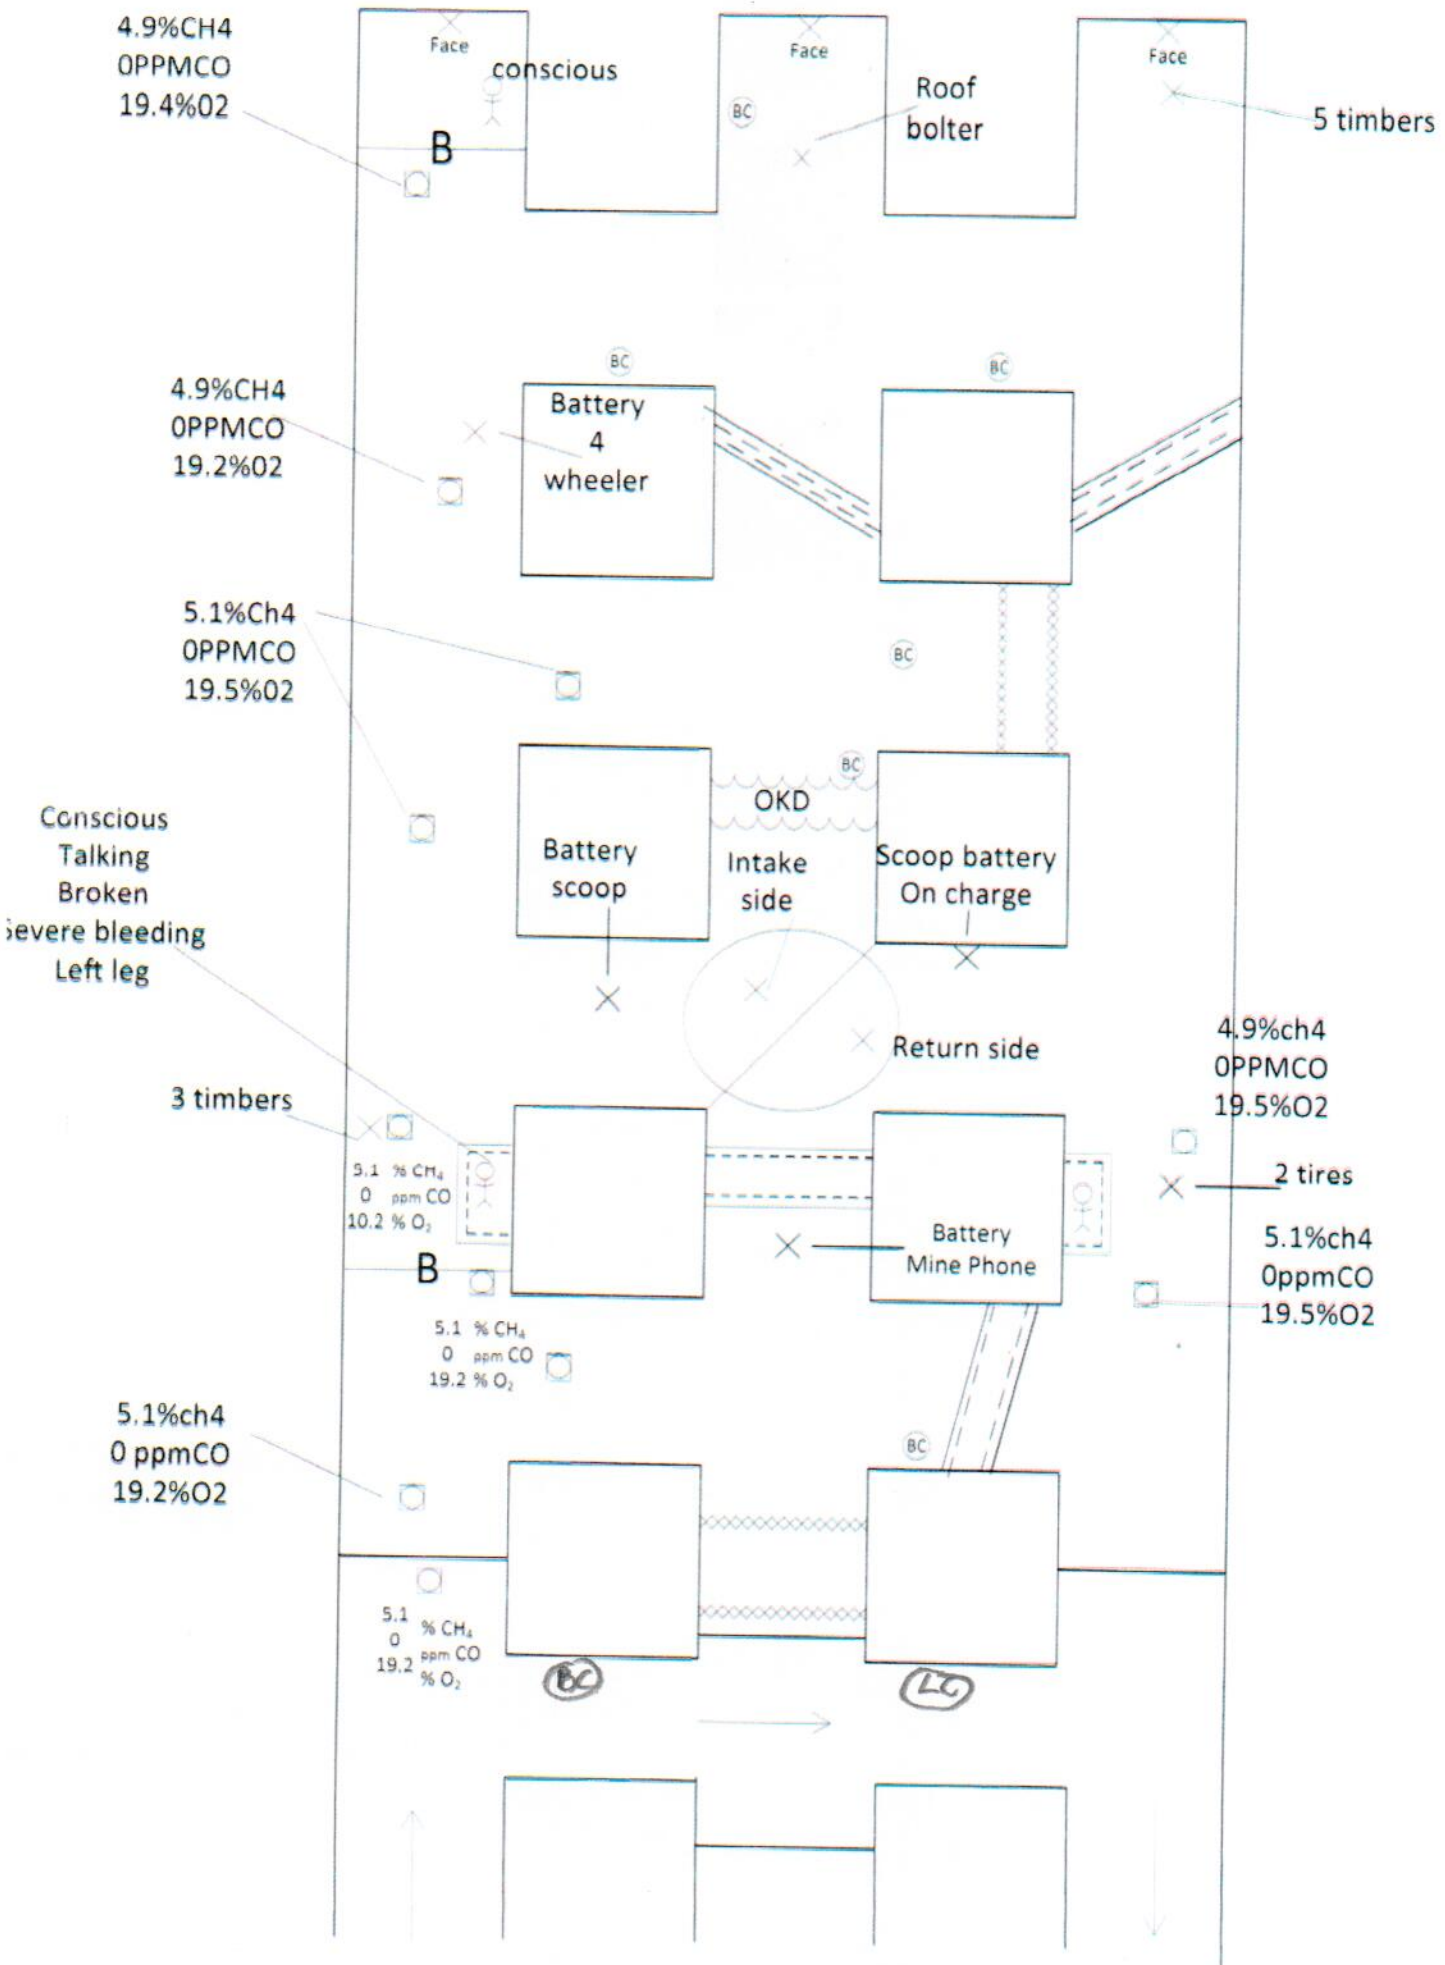 4.9%CH4
0PPMCO
19.4%02
Face
conscious
B
Face
BC
Roof
bolter
Face
5 timbers
4.9%CH4
0PPMCO
19.2%02
BC
Battery
4
wheeler
BC
5.1%Ch4
0PPMCO
19.5%02
BC
BC
OKD
Conscious
Talking
Broken
Severe bleeding
Left leg
Battery
scoop
Intake
side
Scoop battery
On charge
Return side
4.9%ch4
0PPMCO
19.5%O2
3 timbers
5.1 % CH₄
0 ppm CO
10.2 % O₂
2 tires
B
Battery
Mine Phone
5.1%ch4
0ppmCO
19.5%O2
5.1 % CH₄
0 ppm CO
19.2 % O₂
5.1%ch4
0 ppmCO
19.2%O2
BC
5.1 % CH₄
0 ppm CO
19.2 % O₂
BC
LC